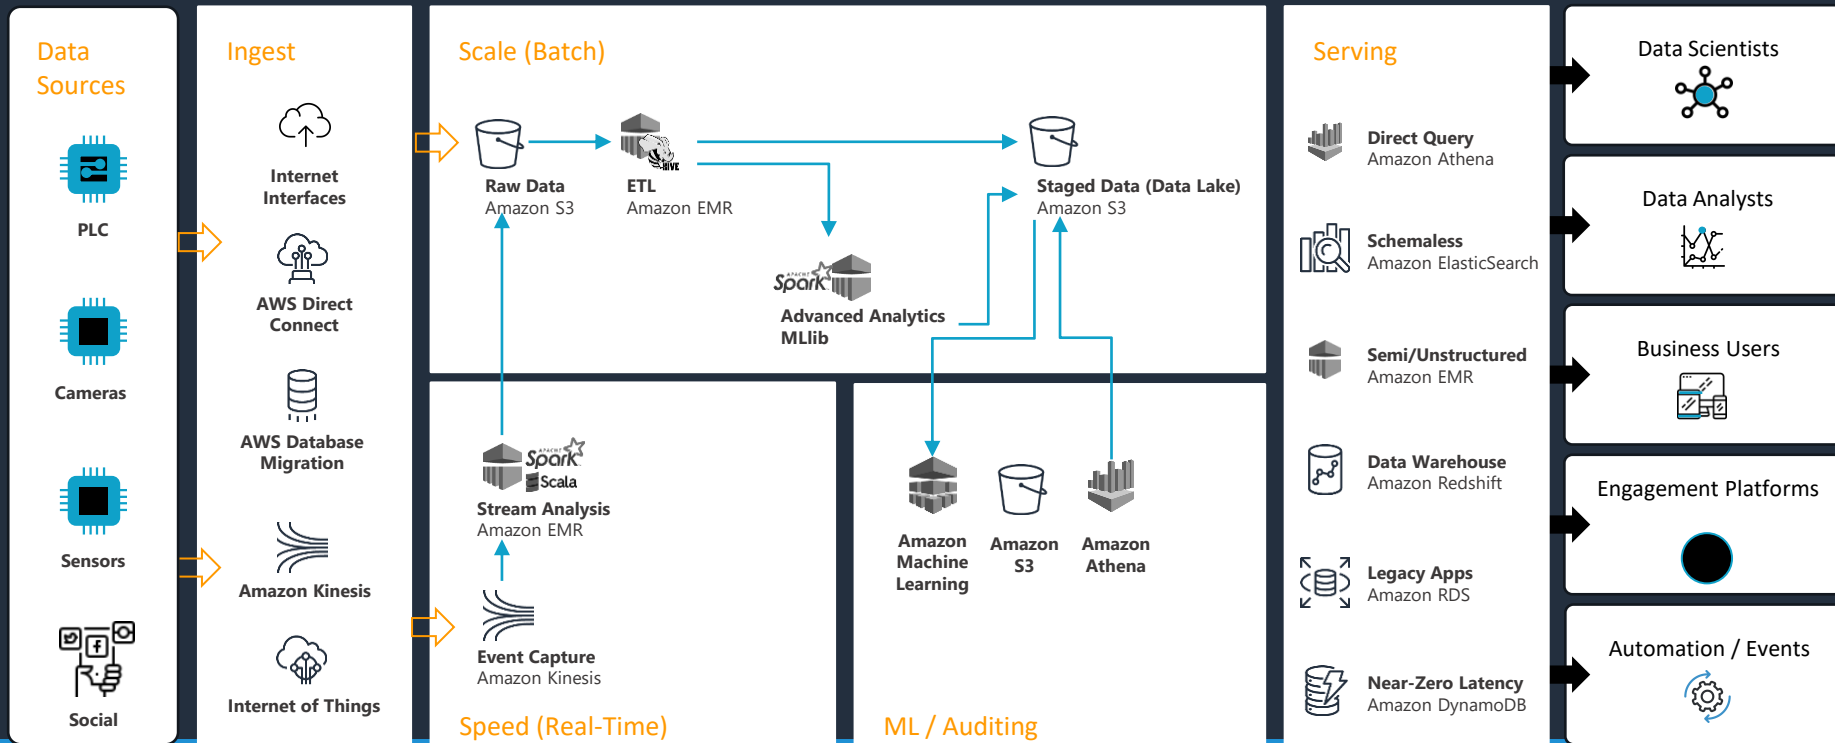 Data
Sources
PLC
Cameras
Sensors
Social
Ingest
Internet
Interfaces
AWS Direct
Connect
AWS Database
Migration
Amazon Kinesis
Internet of Things
Scale (Batch)
Raw Data
Amazon S3
HIVE
ETL
Amazon EMR
Staged Data (Data Lake)
Amazon S3
APACHE
Spark
Advanced Analytics
MLlib
APACHE
Spark
Scala
Stream Analysis
Amazon EMR
Event Capture
Amazon Kinesis
Speed (Real-Time)
Amazon
Machine
Learning
Amazon
S3
Amazon
Athena
ML / Auditing
Serving
Direct Query
Amazon Athena
Schemaless
Amazon ElasticSearch
Semi/Unstructured
Amazon EMR
Data Warehouse
Amazon Redshift
Legacy Apps
Amazon RDS
Near-Zero Latency
Amazon DynamoDB
Data Scientists
Data Analysts
Business Users
Engagement Platforms
Automation / Events